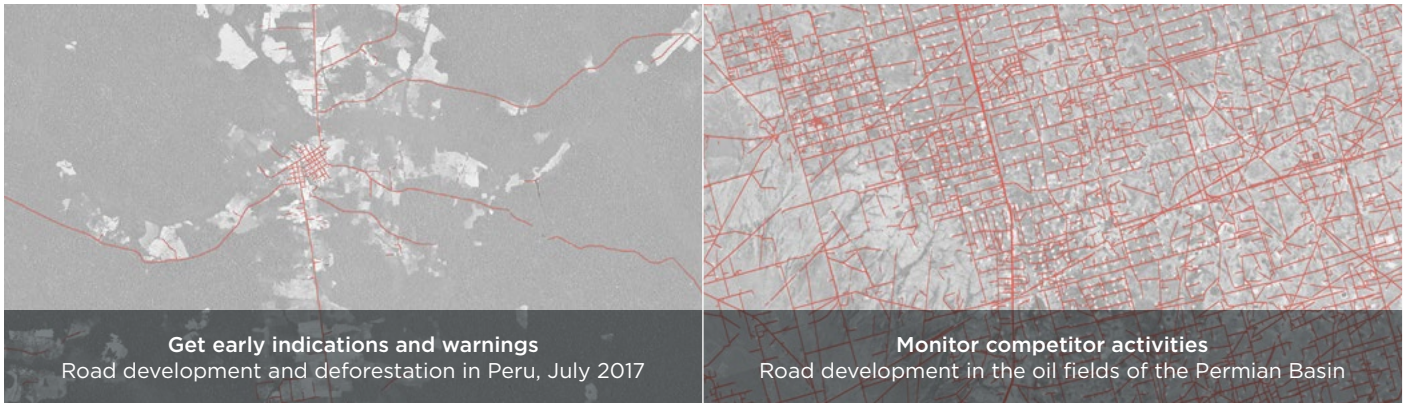 Get early indications and warnings
Road development and deforestation in Peru, July 2017
Monitor competitor activities
Road development in the oil fields of the Permian Basin